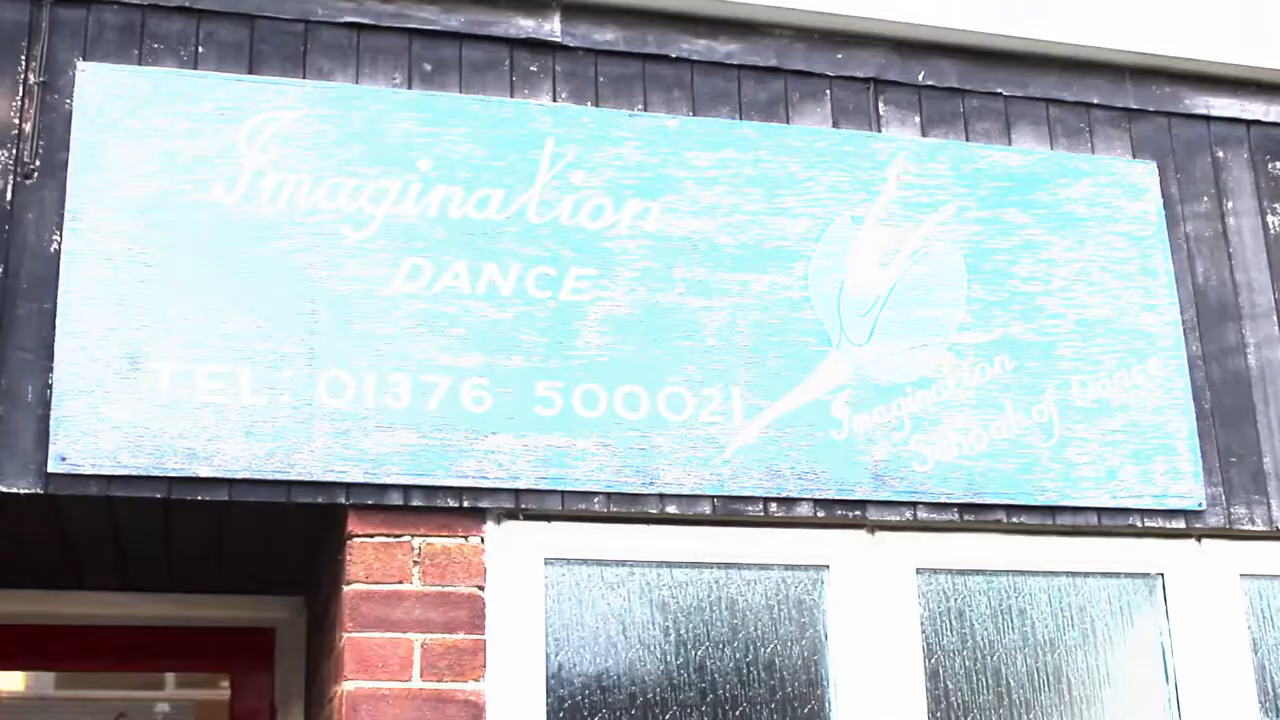 Imagination
DANCE
TEL: 01376 500021
Imagination
School of Dance